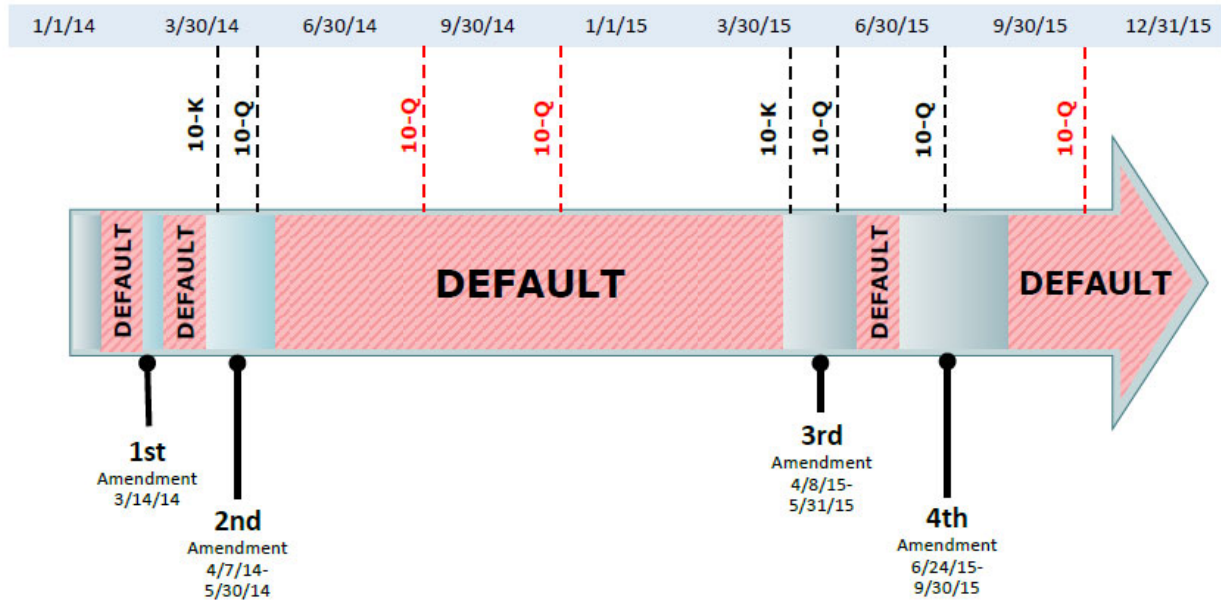 1/1/14 3/30/14 6/30/14 9/30/14 1/1/15 3/30/15 6/30/15 9/30/15 12/31/15
10-K
10-Q
10-Q
10-Q
10-K
10-Q
10-Q
10-Q
DEFAULT
DEFAULT
DEFAULT
DEFAULT
DEFAULT
1st
Amendment
3/14/14
2nd
Amendment
4/7/14-
5/30/14
3rd
Amendment
4/8/15-
5/31/15
4th
Amendment
6/24/15-
9/30/15